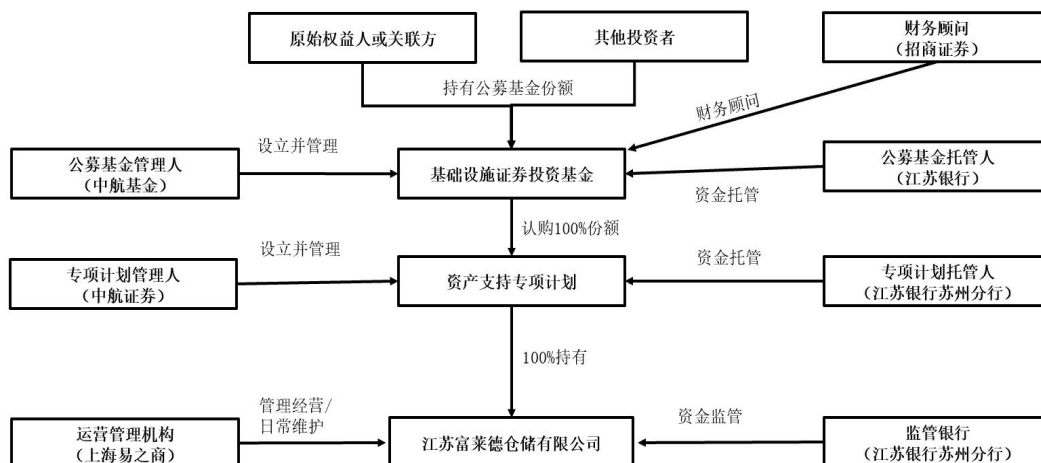 原始权益人或关联方
其他投资者
财务顾问
（招商证券）
持有公募基金份额
财务顾问
设立并管理
公募基金管理人
（中航基金）
基础设施证券投资基金
公募基金托管人
（江苏银行）
资金托管
认购100%份额
设立并管理
资金托管
专项计划管理人
（中航证券）
资产支持专项计划
专项计划托管人
（江苏银行苏州分行）
100%持有
管理经营/
日常维护
资金监管
运营管理机构
（上海易之商）
江苏富莱德仓储有限公司
监管银行
（江苏银行苏州分行）